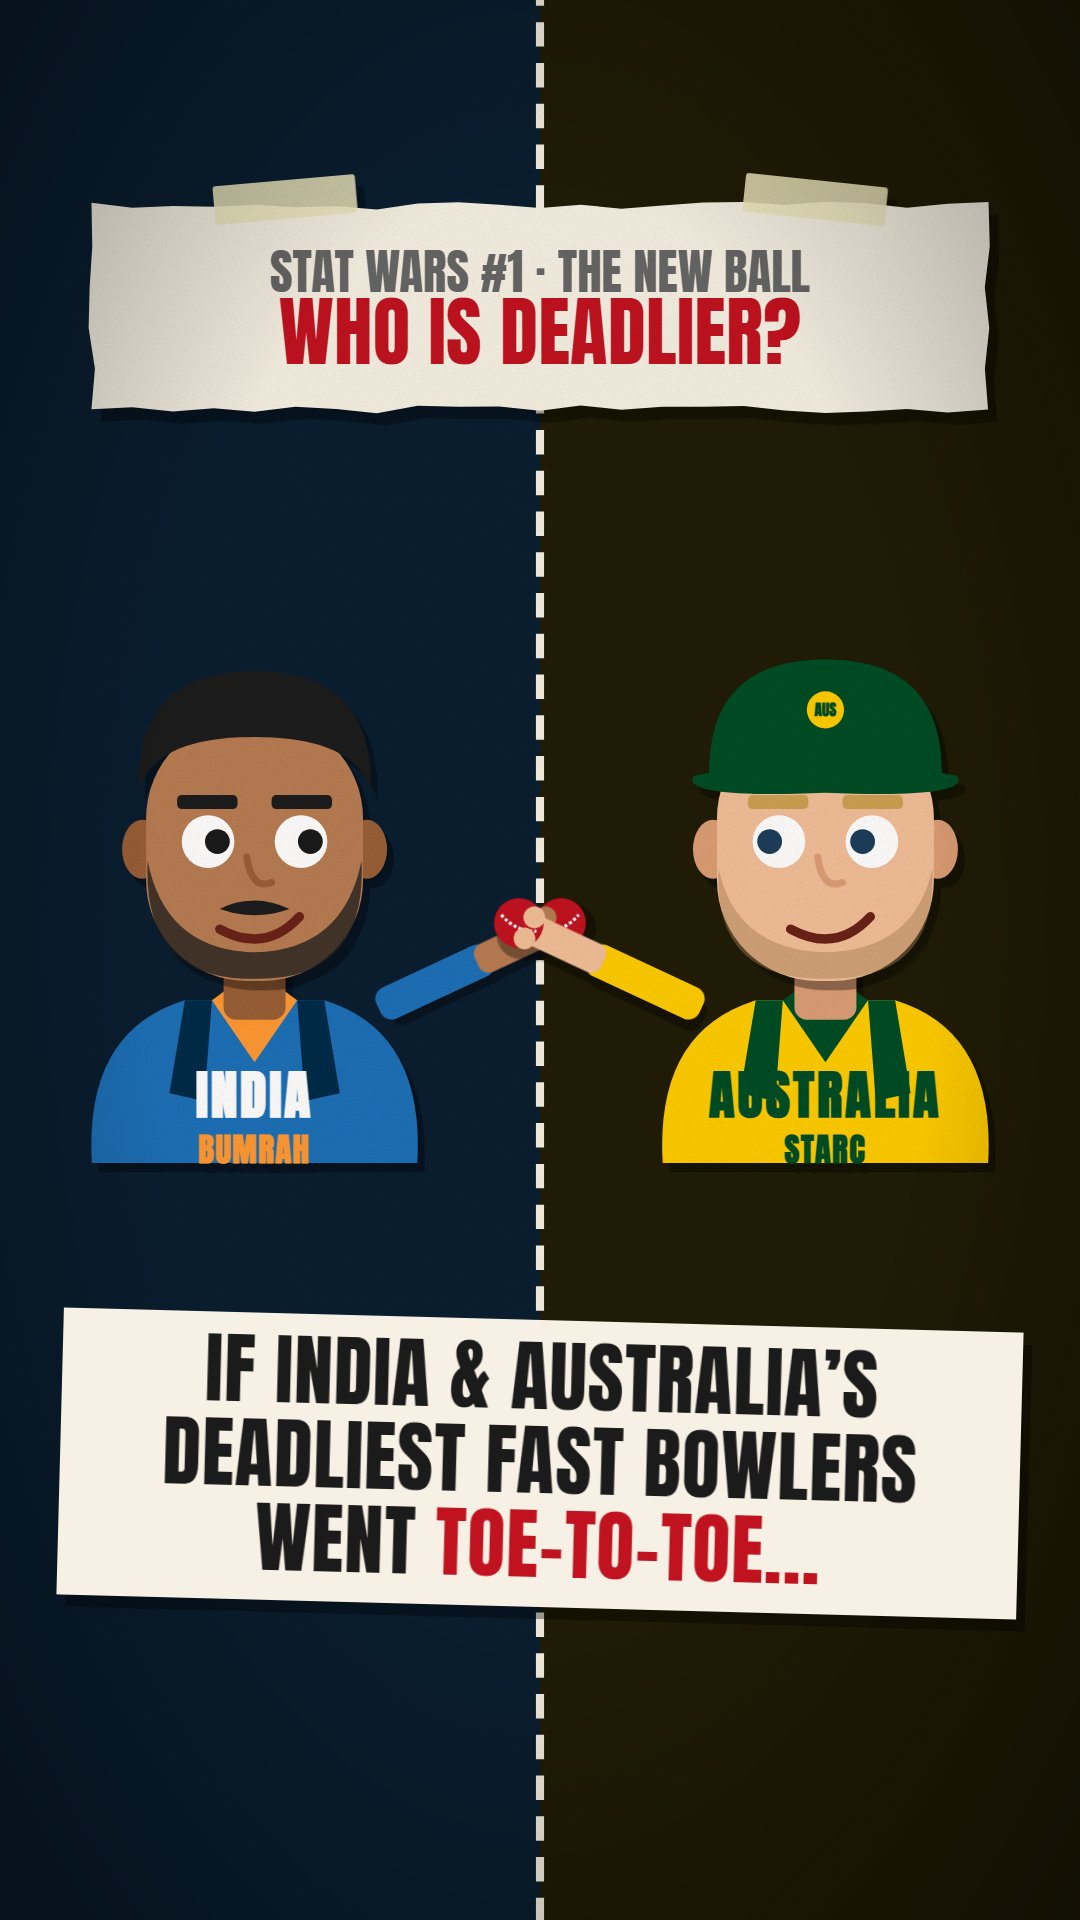 STAT WARS #1 · THE NEW BALL
WHO IS DEADLIER?
AUS
INDIA
BUMRAH
AUSTRALIA
STARC
IF INDIA & AUSTRALIA’S
DEADLIEST FAST BOWLERS
WENT TOE-TO-TOE...